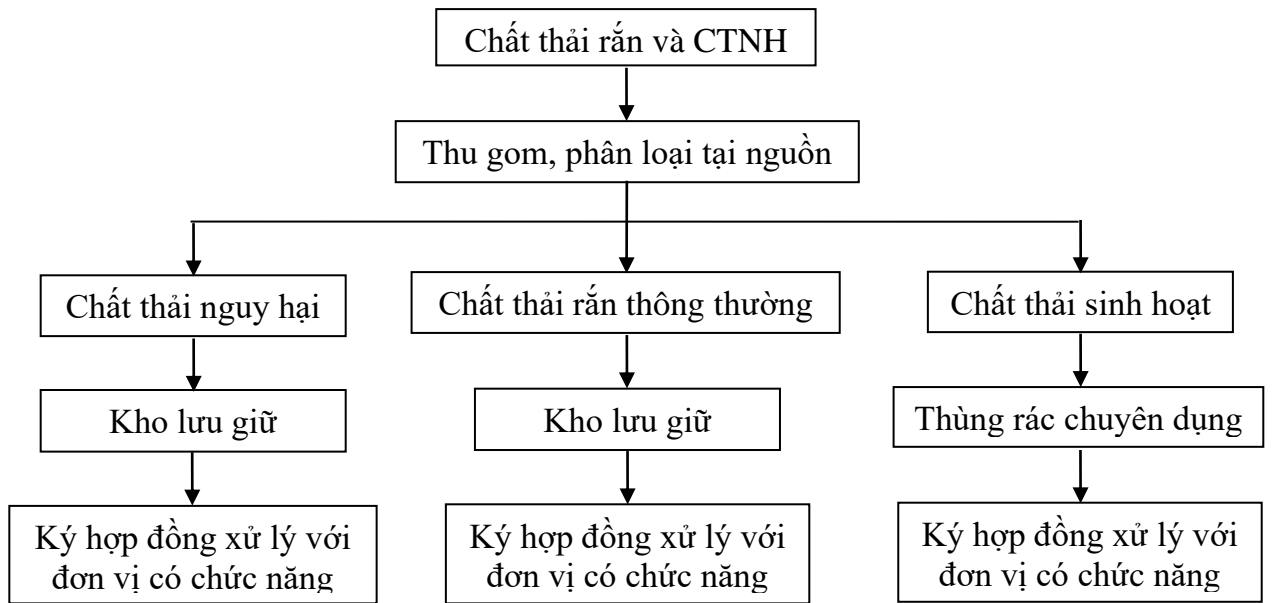 Chất thải rắn và CTNH
Thu gom, phân loại tại nguồn
Chất thải nguy hại
Chất thải rắn thông thường
Chất thải sinh hoạt
Kho lưu giữ
Kho lưu giữ
Thùng rác chuyên dụng
Ký hợp đồng xử lý với
đơn vị có chức năng
Ký hợp đồng xử lý với
đơn vị có chức năng
Ký hợp đồng xử lý với
đơn vị có chức năng